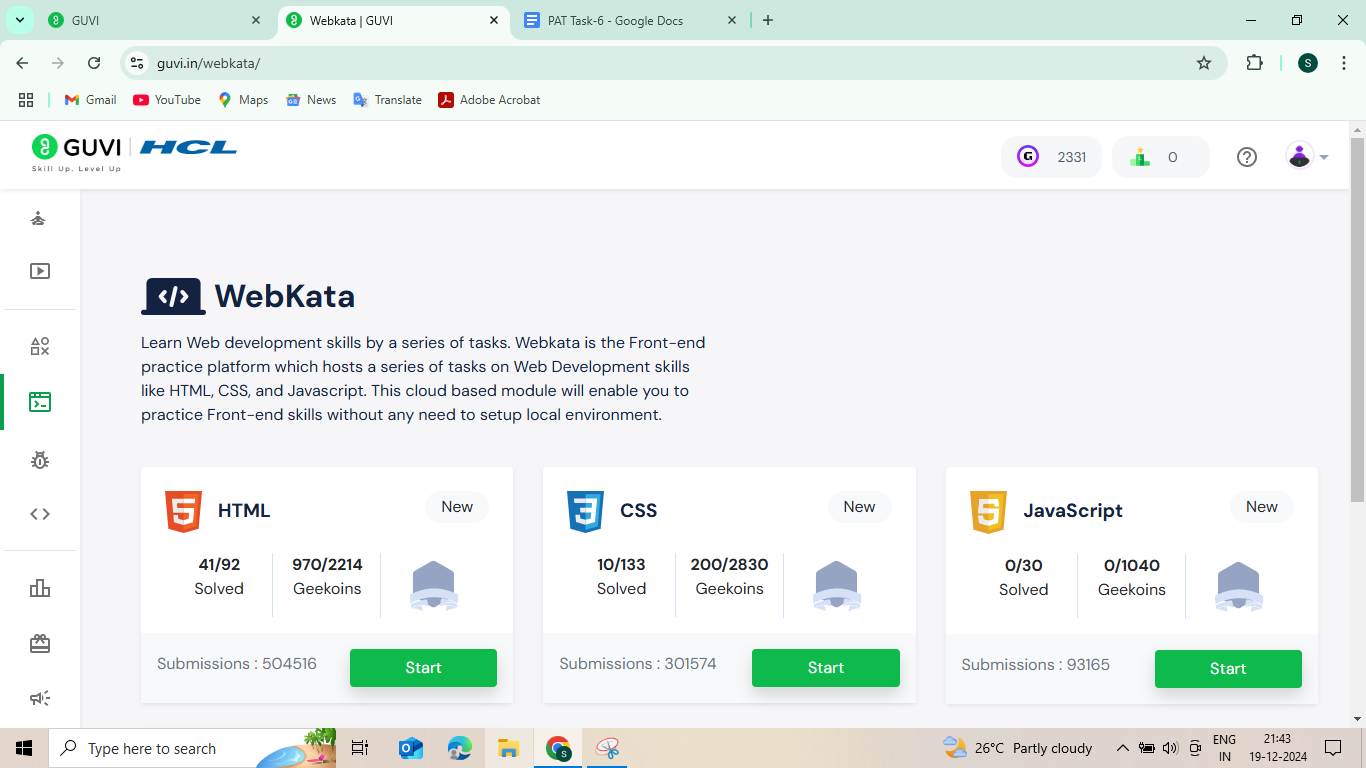 GUVI
Webkata | GUVI
PAT Task-6 - Google Docs
guvi.in/webkata/
S
Gmail
YouTube
Maps
News
Translate
Adobe Acrobat
GUVI HCL
Skill Up. Level Up
G 2331
0
WebKata
Learn Web development skills by a series of tasks. Webkata is the Front-end
practice platform which hosts a series of tasks on Web Development skills
like HTML, CSS, and Javascript. This cloud based module will enable you to
practice Front-end skills without any need to setup local environment.
HTML
New
41/92
Solved
970/2214
Geekoins
Submissions : 504516
Start
CSS
New
10/133
Solved
200/2830
Geekoins
Submissions : 301574
Start
JavaScript
New
0/30
Solved
0/1040
Geekoins
Submissions : 93165
Start
Type here to search
26°C Partly cloudy
ENG
IN
21:43
19-12-2024